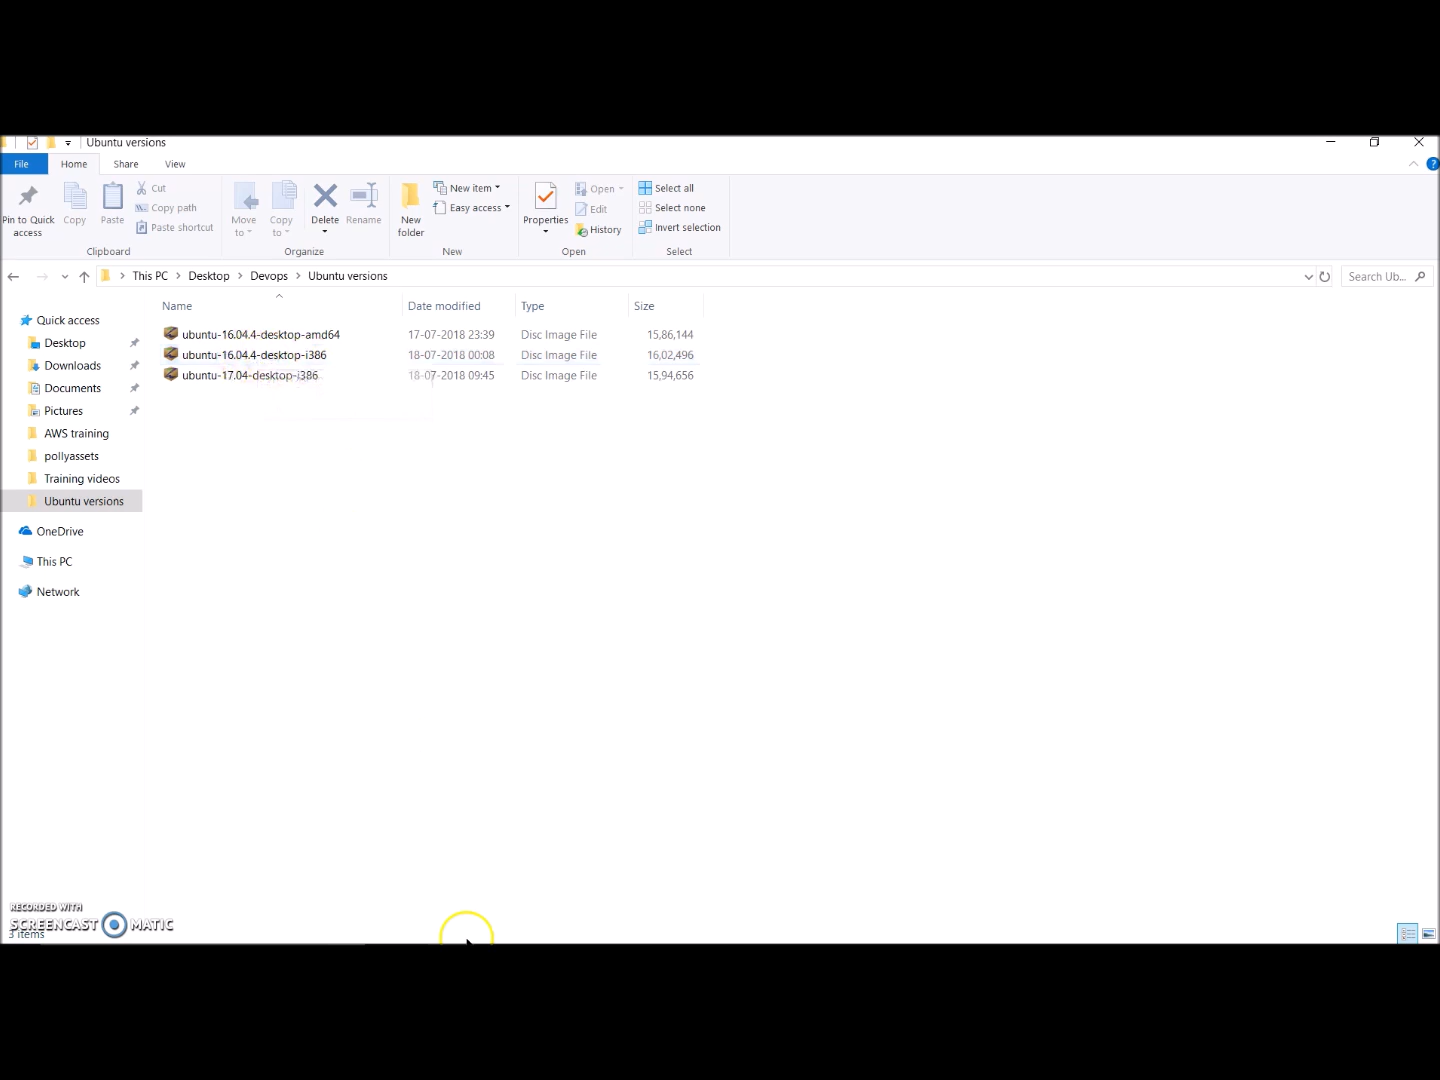 Ubuntu versions
File Home Share View
Pin to Quick access
Copy
Paste
Cut
Copy path
Paste shortcut
Clipboard
Move to
Copy to
Delete
Rename
Organize
New folder
New item
Easy access
New
Properties
Open
Edit
History
Open
Select all
Select none
Invert selection
Select
This PC Desktop Devops Ubuntu versions
Search Ub...
Name Date modified Type Size
ubuntu-16.04.4-desktop-amd64 17-07-2018 23:39 Disc Image File 15,86,144
ubuntu-16.04.4-desktop-i386 18-07-2018 00:08 Disc Image File 16,02,496
ubuntu-17.04-desktop-i386 18-07-2018 09:45 Disc Image File 15,94,656
Quick access
Desktop
Downloads
Documents
Pictures
AWS training
pollyassets
Training videos
Ubuntu versions
OneDrive
This PC
Network
RECORDED WITH
SCREENCAST MATIC
3 items